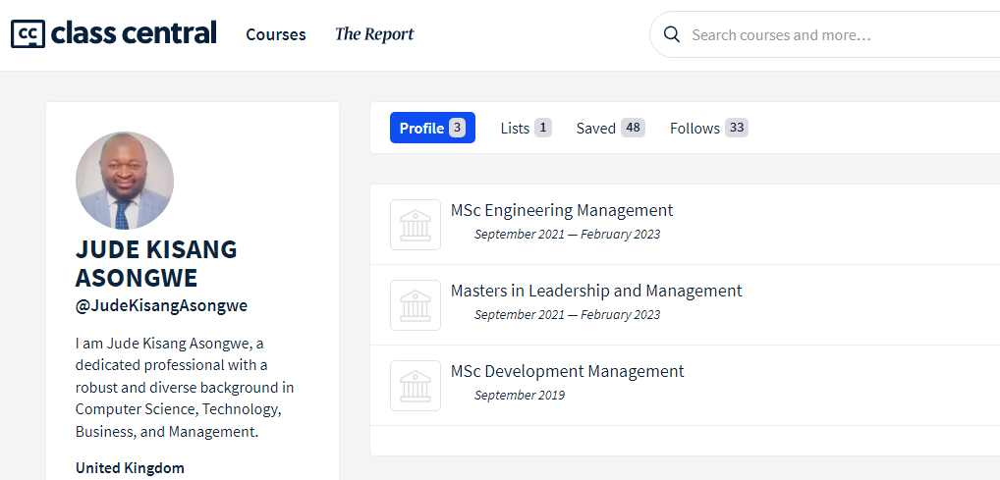 cc class central
Courses
The Report
Search courses and more...
JUDE KISANG
ASONGWE
@JudeKisangAsongwe
I am Jude Kisang Asongwe, a
dedicated professional with a
robust and diverse background in
Computer Science, Technology,
Business, and Management.
United Kingdom
Profile 3
Lists 1
Saved 48
Follows 33
MSc Engineering Management
September 2021 — February 2023
Masters in Leadership and Management
September 2021 — February 2023
MSc Development Management
September 2019